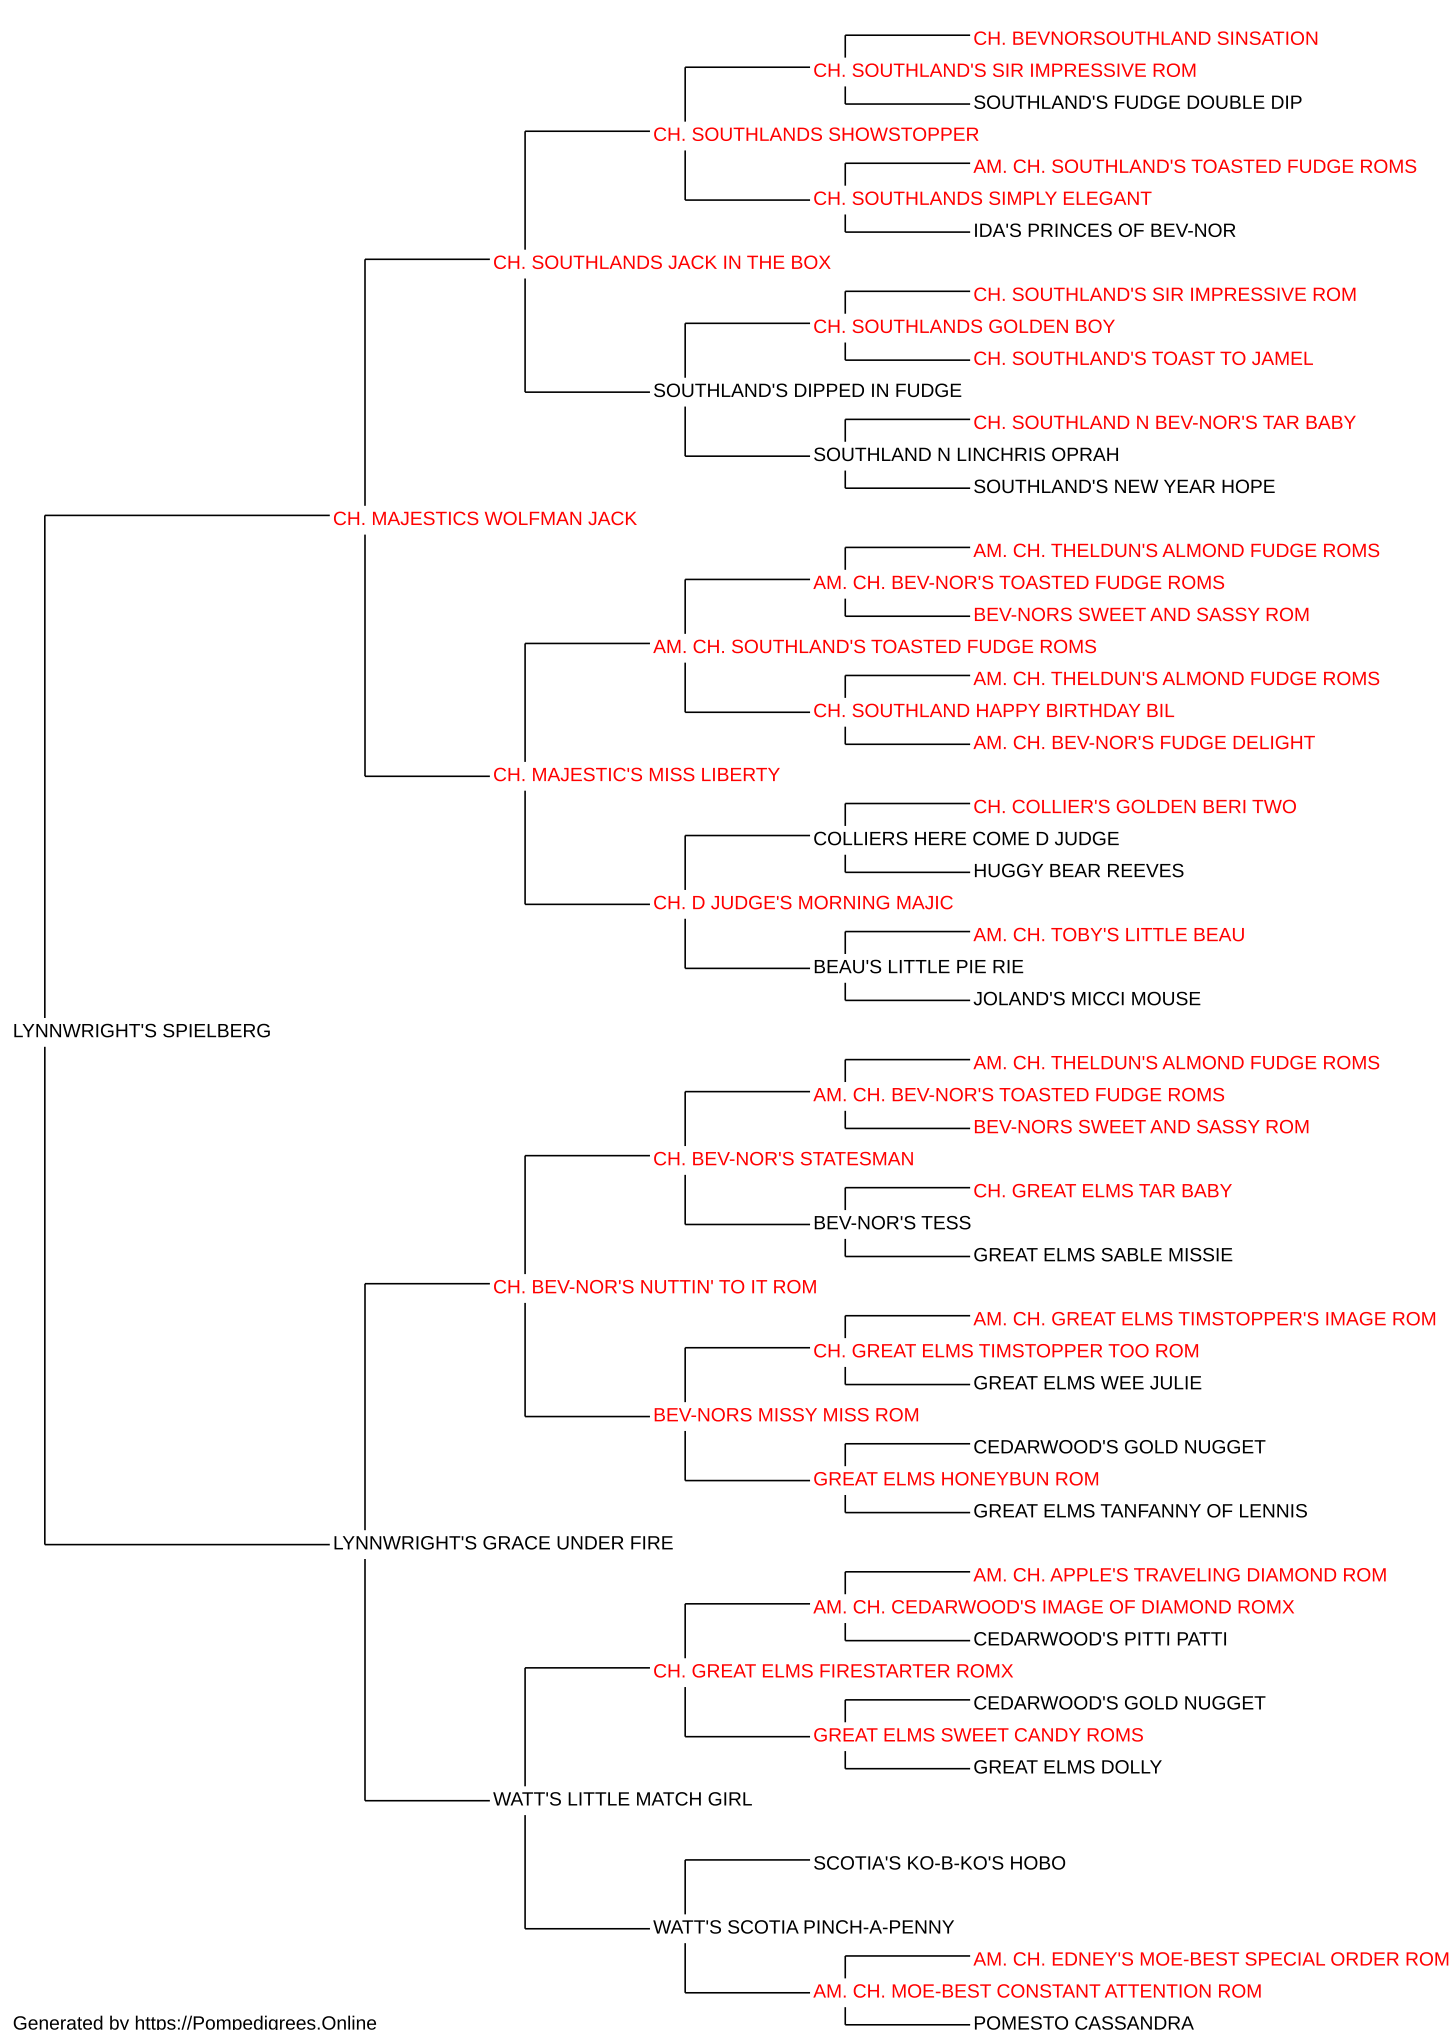 CH. BEVNORSOUTHLAND SINSATION
CH. SOUTHLAND'S SIR IMPRESSIVE ROM
SOUTHLAND'S FUDGE DOUBLE DIP
CH. SOUTHLANDS SHOWSTOPPER
AM. CH. SOUTHLAND'S TOASTED FUDGE ROMS
CH. SOUTHLANDS SIMPLY ELEGANT
IDA'S PRINCES OF BEV-NOR
CH. SOUTHLANDS JACK IN THE BOX
CH. SOUTHLAND'S SIR IMPRESSIVE ROM
CH. SOUTHLANDS GOLDEN BOY
CH. SOUTHLAND'S TOAST TO JAMEL
SOUTHLAND'S DIPPED IN FUDGE
CH. SOUTHLAND N BEV-NOR'S TAR BABY
SOUTHLAND N LINCHRIS OPRAH
SOUTHLAND'S NEW YEAR HOPE
CH. MAJESTICS WOLFMAN JACK
AM. CH. THELDUN'S ALMOND FUDGE ROMS
AM. CH. BEV-NOR'S TOASTED FUDGE ROMS
BEV-NORS SWEET AND SASSY ROM
AM. CH. SOUTHLAND'S TOASTED FUDGE ROMS
AM. CH. THELDUN'S ALMOND FUDGE ROMS
CH. SOUTHLAND HAPPY BIRTHDAY BIL
AM. CH. BEV-NOR'S FUDGE DELIGHT
CH. MAJESTIC'S MISS LIBERTY
CH. COLLIER'S GOLDEN BERI TWO
COLLIERS HERE COME D JUDGE
HUGGY BEAR REEVES
CH. D JUDGE'S MORNING MAJIC
AM. CH. TOBY'S LITTLE BEAU
BEAU'S LITTLE PIE RIE
JOLAND'S MICCI MOUSE
LYNNWRIGHT'S SPIELBERG
AM. CH. THELDUN'S ALMOND FUDGE ROMS
AM. CH. BEV-NOR'S TOASTED FUDGE ROMS
BEV-NORS SWEET AND SASSY ROM
CH. BEV-NOR'S STATESMAN
CH. GREAT ELMS TAR BABY
BEV-NOR'S TESS
GREAT ELMS SABLE MISSIE
CH. BEV-NOR'S NUTTIN' TO IT ROM
AM. CH. GREAT ELMS TIMSTOPPER'S IMAGE ROM
CH. GREAT ELMS TIMSTOPPER TOO ROM
GREAT ELMS WEE JULIE
BEV-NORS MISSY MISS ROM
CEDARWOOD'S GOLD NUGGET
GREAT ELMS HONEYBUN ROM
GREAT ELMS TANFANNY OF LENNIS
LYNNWRIGHT'S GRACE UNDER FIRE
AM. CH. APPLE'S TRAVELING DIAMOND ROM
AM. CH. CEDARWOOD'S IMAGE OF DIAMOND ROMX
CEDARWOOD'S PITTI PATTI
CH. GREAT ELMS FIRESTARTER ROMX
CEDARWOOD'S GOLD NUGGET
GREAT ELMS SWEET CANDY ROMS
GREAT ELMS DOLLY
WATT'S LITTLE MATCH GIRL
SCOTIA'S KO-B-KO'S HOBO
WATT'S SCOTIA PINCH-A-PENNY
AM. CH. EDNEY'S MOE-BEST SPECIAL ORDER ROM
AM. CH. MOE-BEST CONSTANT ATTENTION ROM
POMESTO CASSANDRA
Generated by https://Pompedigrees.Online